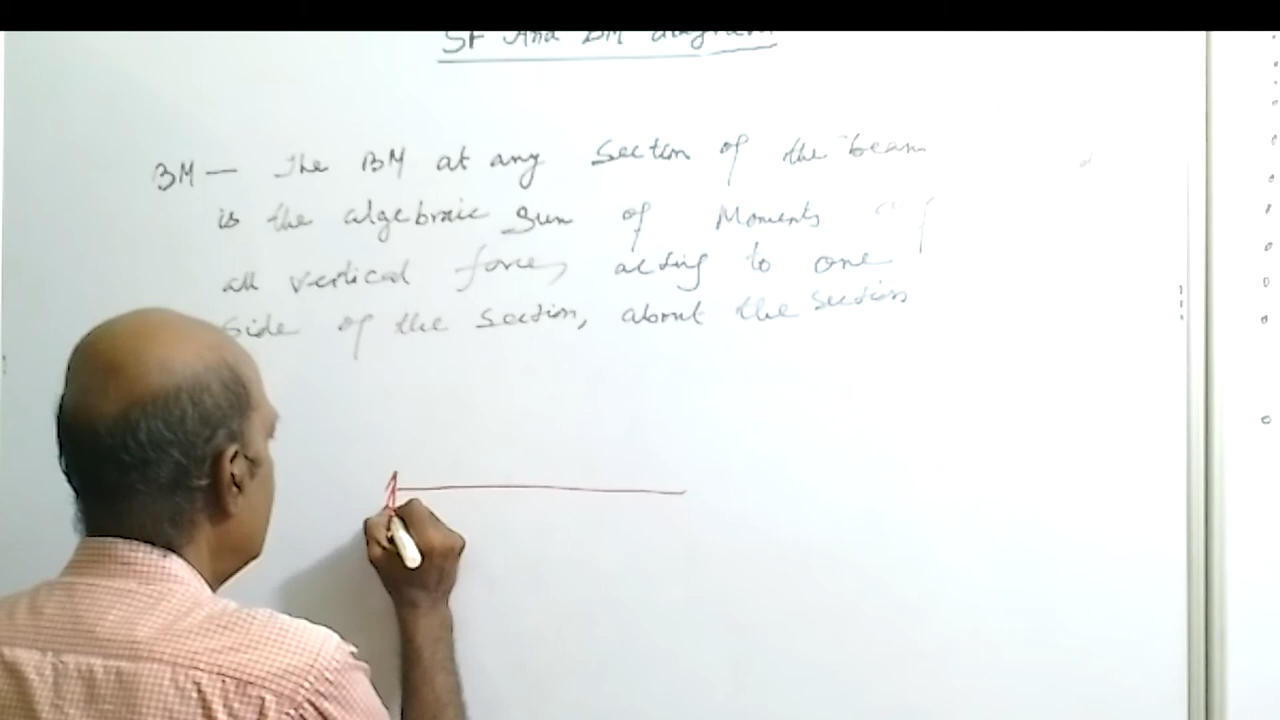 SF And BM diagram
BM — The BM at any Section of the beam
is the algebraic Sum of Moments of
all vertical forces acting to one
Side of the Section, about the Section